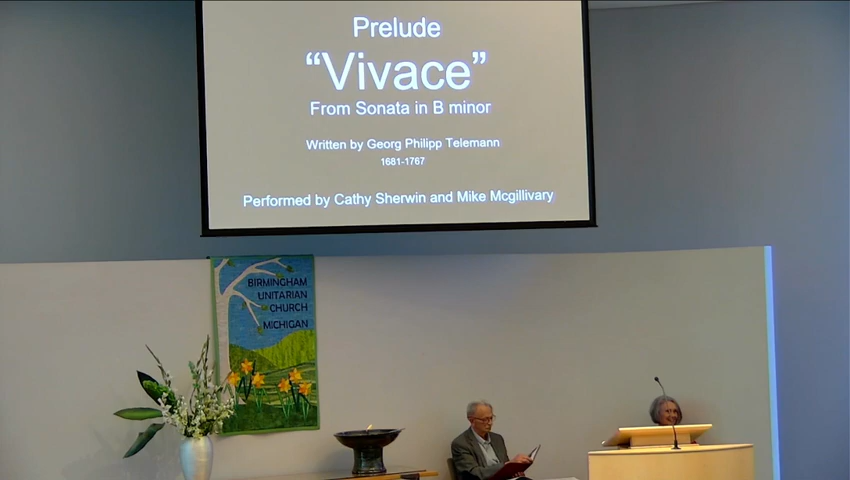 Prelude
“Vivace”
From Sonata in B minor
Written by Georg Philipp Telemann
1681-1767
Performed by Cathy Sherwin and Mike Mcgillivary
BIRMINGHAM
UNITARIAN
CHURCH
MICHIGAN